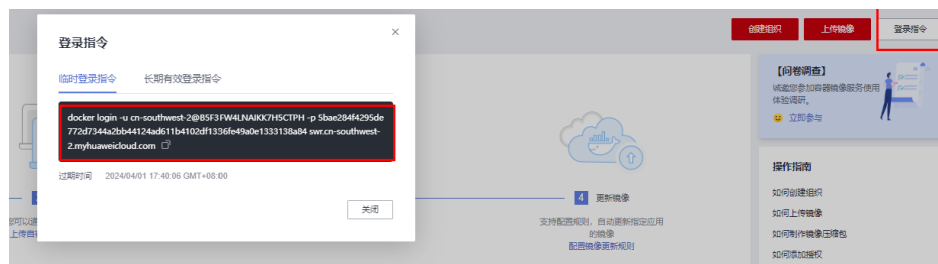 创建组织
上传镜像
登录指令
登录指令
临时登录指令
长期有效登录指令
docker login -u cn-southwest-2@B5F3FW4LNAIKK7H5CTPH -p 5bae284f4295de
772d7344a2bb44124ad611b4102df1336fe49a0e1333138a84 swr.cn-southwest-
2.myhuaweicloud.com
过期时间 2024/04/01 17:40:06 GMT+08:00
关闭
4 更新镜像
支持配置规则，自动更新指定应用
的镜像
配置镜像更新规则
【问卷调查】
诚邀您参加容器镜像服务使用
体验调研。
立即参与
操作指南
如何创建组织
如何上传镜像
如何制作镜像压缩包
如何添加授权